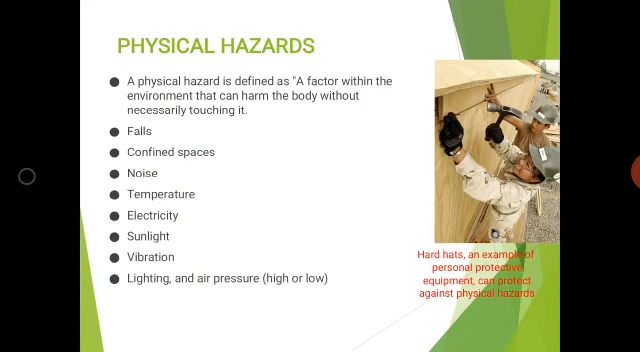 PHYSICAL HAZARDS
● A physical hazard is defined as "A factor within the
environment that can harm the body without
necessarily touching it.
● Falls
● Confined spaces
● Noise
● Temperature
● Electricity
● Sunlight
● Vibration
● Lighting, and air pressure (high or low)
Hard hats, an example of
personal protective
equipment, can protect
against physical hazards